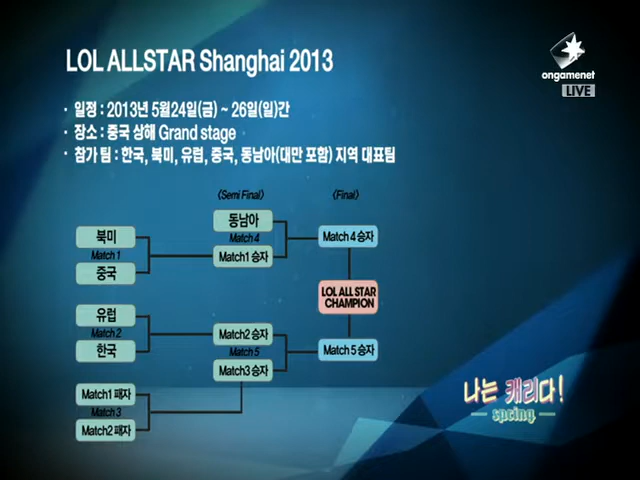 LOL ALLSTAR Shanghai 2013
ongamenet
LIVE
· 일정 : 2013년 5월24일(금) ~ 26일(일)간
· 장소 : 중국 상해 Grand stage
· 참가 팀 : 한국, 북미, 유럽, 중국, 동남아(대만 포함) 지역 대표팀
<Semi Final>
<Final>
동남아
북미
Match 4
Match 4 승자
Match 1
Match1 승자
중국
LOL ALL STAR
CHAMPION
유럽
Match 2
Match2 승자
한국
Match 5
Match 5 승자
Match3 승자
Match1 패자
Match 3
Match2 패자
나는 캐리다!
spring